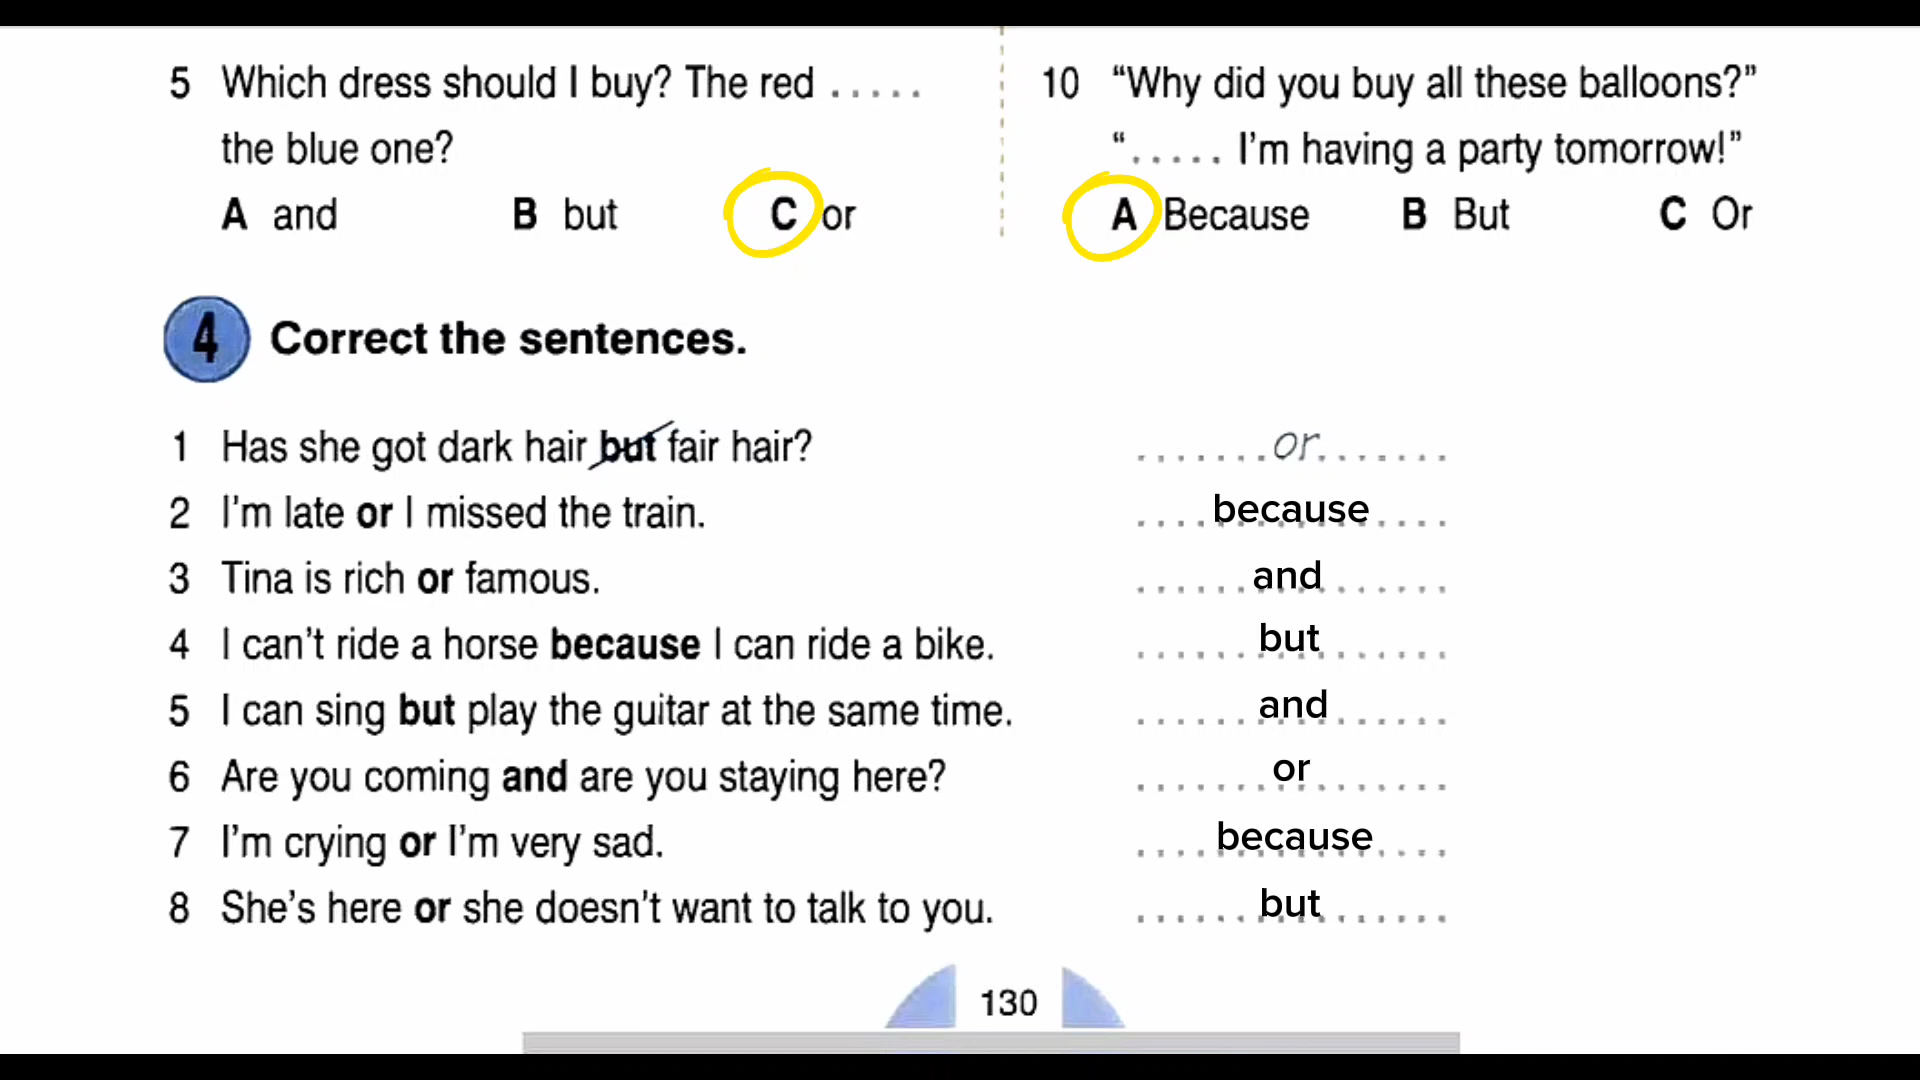 5 Which dress should I buy? The red .....
the blue one?
A and B but C or
10 “Why did you buy all these balloons?”
“..... I’m having a party tomorrow!”
A Because B But C Or
4 Correct the sentences.
1 Has she got dark hair but fair hair? .......or.......
2 I’m late or I missed the train. ....because....
3 Tina is rich or famous. ......and......
4 I can’t ride a horse because I can ride a bike. ......but......
5 I can sing but play the guitar at the same time. ......and......
6 Are you coming and are you staying here? ......or......
7 I’m crying or I’m very sad. ....because....
8 She’s here or she doesn’t want to talk to you. ......but......
130